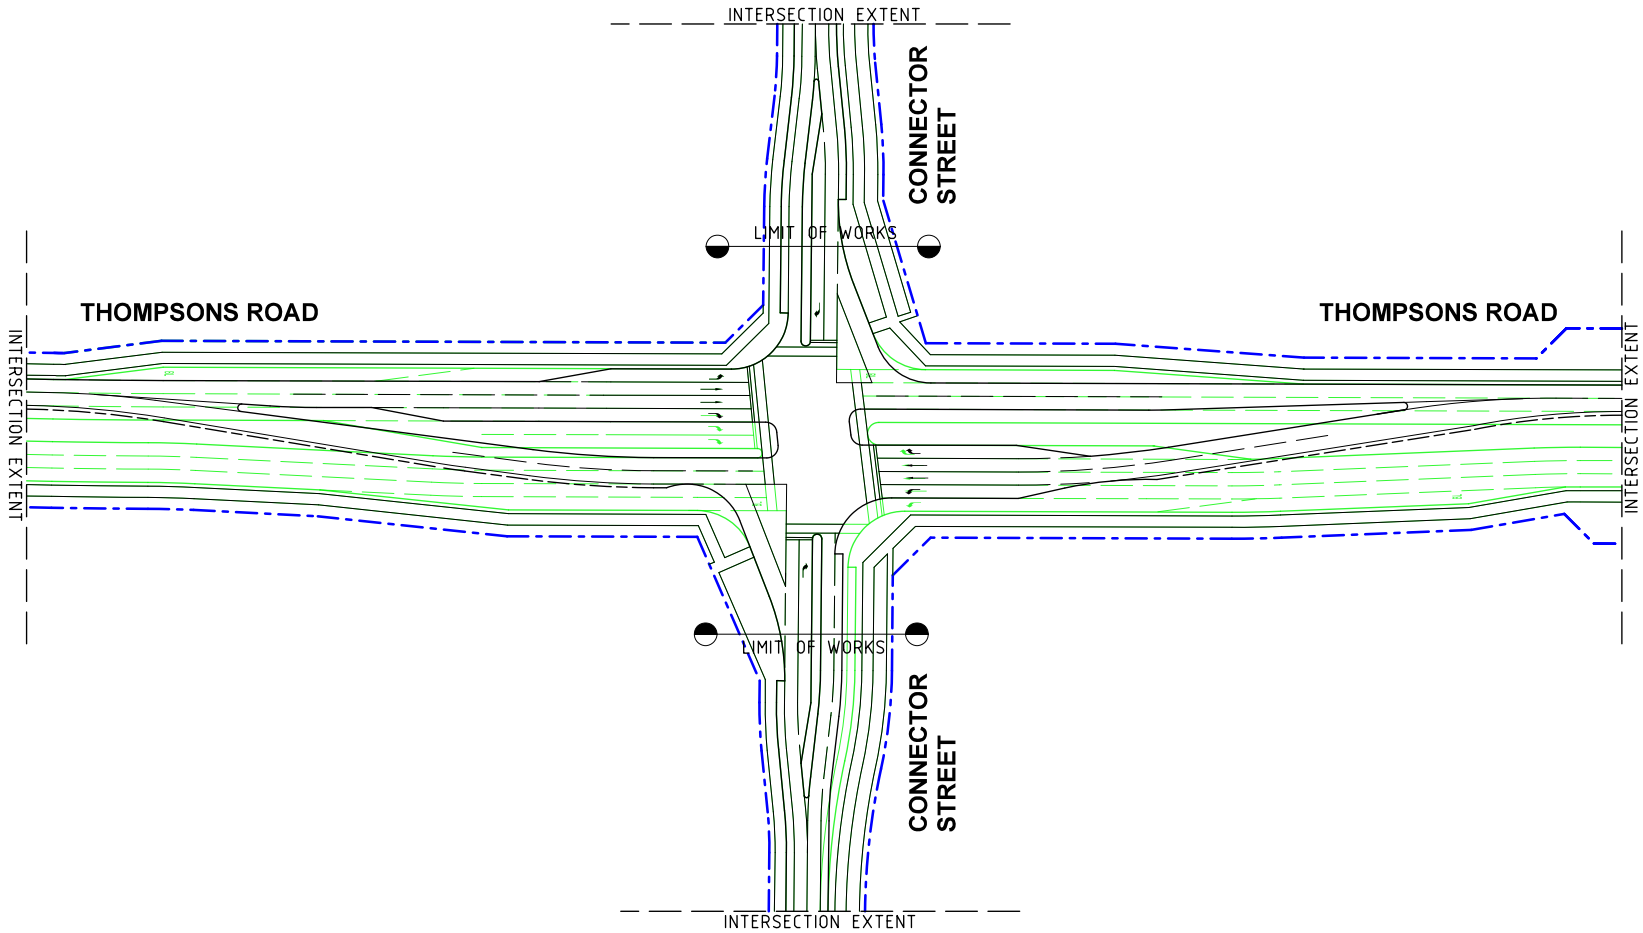 INTERSECTION EXTENT
CONNECTOR
STREET
LIMIT OF WORKS
THOMPSONS ROAD
THOMPSONS ROAD
INTERSECTION EXTENT
INTERSECTION EXTENT
LIMIT OF WORKS
CONNECTOR
STREET
INTERSECTION EXTENT